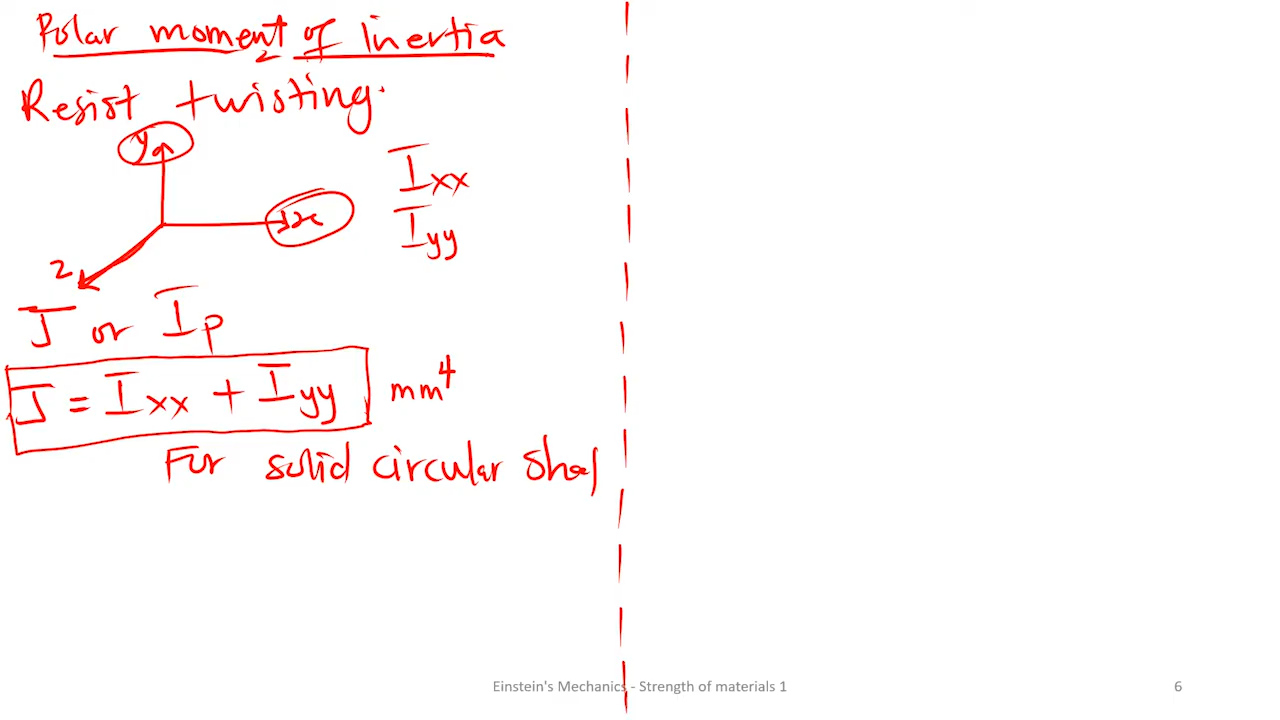 Polar moment of Inertia
Resist twisting.
y
x
z
Ixx
Iyy
J or Ip
J = Ixx + Iyy mm⁴
For solid circular
Einstein's Mechanics - Strength of materials 1
6